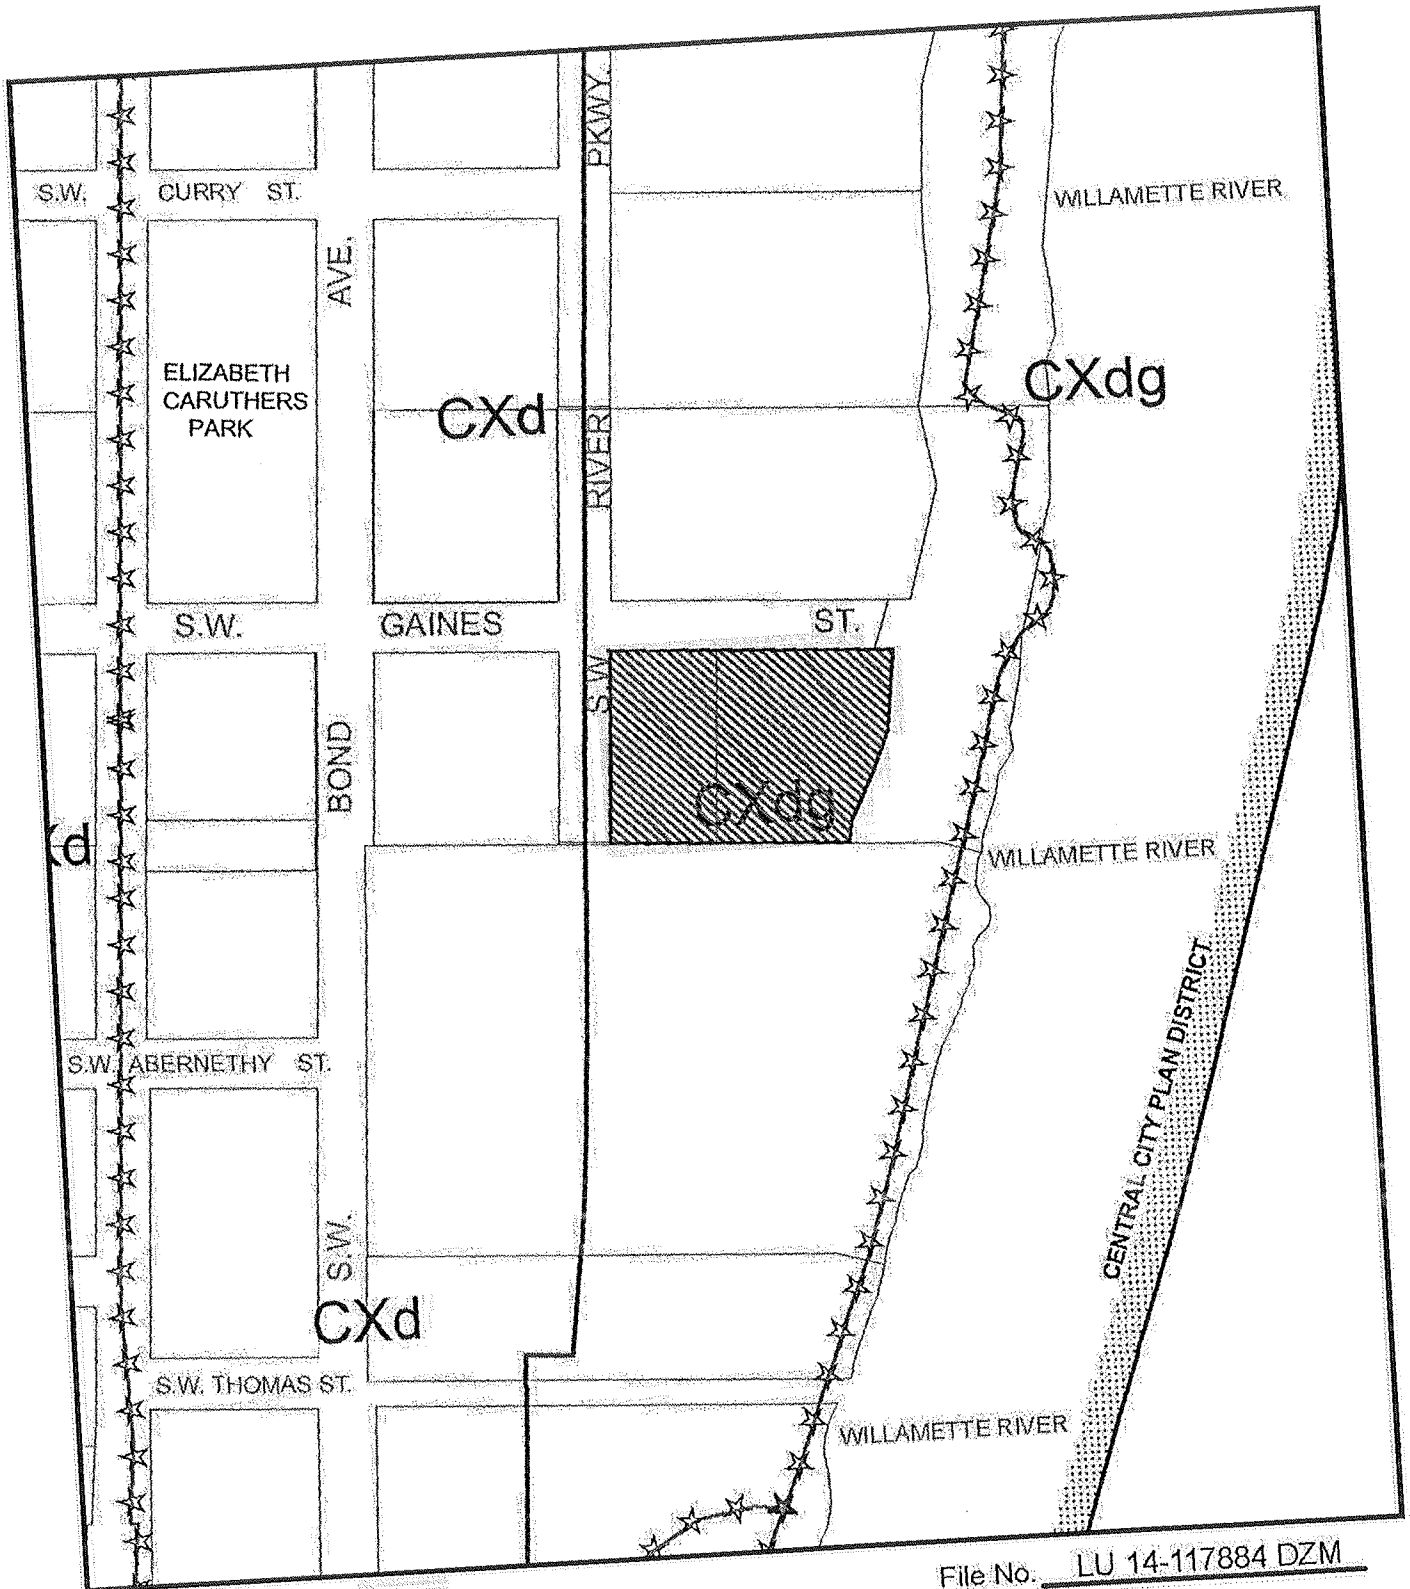 PKWY.
S.W. CURRY ST.
WILLAMETTE RIVER
AVE.
ELIZABETH
CARUTHERS
PARK
CXd
CXdg
RIVER
S.W. GAINES ST.
S.W.
BOND
CXdg
WILLAMETTE RIVER
CENTRAL CITY PLAN DISTRICT
S.W. ABERNETHY ST.
S.W.
CXd
S.W. THOMAS ST.
WILLAMETTE RIVER
File No. LU 14-117884 DZM